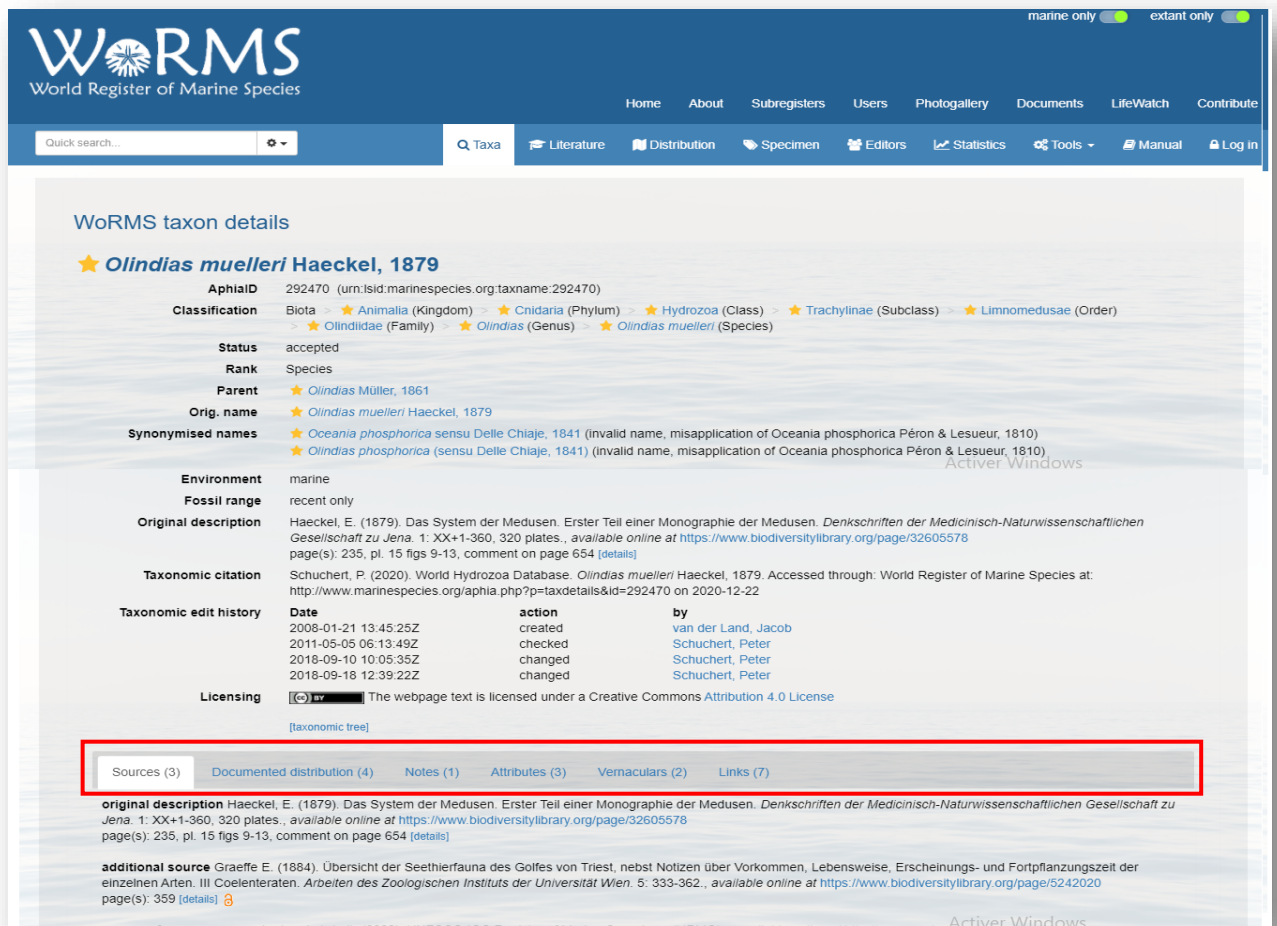 marine only extant only
WoRMS
World Register of Marine Species
Home About Subregisters Users Photogallery Documents LifeWatch Contribute
Quick search... Taxa Literature Distribution Specimen Editors Statistics Tools Manual Log in
WoRMS taxon details
Olindias muelleri Haeckel, 1879
AphiaID 292470 (urn:lsid:marinespecies.org:taxname:292470)
Classification Biota > Animalia (Kingdom) > Cnidaria (Phylum) > Hydrozoa (Class) > Trachylinae (Subclass) > Limnomedusae (Order)
> Olindiidae (Family) > Olindias (Genus) > Olindias muelleri (Species)
Status accepted
Rank Species
Parent Olindias Müller, 1861
Orig. name Olindias muelleri Haeckel, 1879
Synonymised names Oceania phosphorica sensu Delle Chiaje, 1841 (invalid name, misapplication of Oceania phosphorica Péron & Lesueur, 1810)
Olindias phosphorica (sensu Delle Chiaje, 1841) (invalid name, misapplication of Oceania phosphorica Péron & Lesueur, 1810)
Activer Windows
Environment marine
Fossil range recent only
Original description Haeckel, E. (1879). Das System der Medusen. Erster Teil einer Monographie der Medusen. Denkschriften der Medicinisch-Naturwissenschaftlichen
Gesellschaft zu Jena. 1: XX+1-360, 320 plates., available online at https://www.biodiversitylibrary.org/page/32605578
page(s): 235, pl. 15 figs 9-13, comment on page 654 [details]
Taxonomic citation Schuchert, P. (2020). World Hydrozoa Database. Olindias muelleri Haeckel, 1879. Accessed through: World Register of Marine Species at:
http://www.marinespecies.org/aphia.php?p=taxdetails&id=292470 on 2020-12-22
Taxonomic edit history Date action by
2008-01-21 13:45:25Z created van der Land, Jacob
2011-05-05 06:13:49Z checked Schuchert, Peter
2018-09-10 10:05:35Z changed Schuchert, Peter
2018-09-18 12:39:22Z changed Schuchert, Peter
Licensing (cc) BY The webpage text is licensed under a Creative Commons Attribution 4.0 License
[taxonomic tree]
Sources (3) Documented distribution (4) Notes (1) Attributes (3) Vernaculars (2) Links (7)
original description Haeckel, E. (1879). Das System der Medusen. Erster Teil einer Monographie der Medusen. Denkschriften der Medicinisch-Naturwissenschaftlichen Gesellschaft zu
Jena. 1: XX+1-360, 320 plates., available online at https://www.biodiversitylibrary.org/page/32605578
page(s): 235, pl. 15 figs 9-13, comment on page 654 [details]
additional source Graeffe E. (1884). Übersicht der Seethierfauna des Golfes von Triest, nebst Notizen über Vorkommen, Lebensweise, Erscheinungs- und Fortpflanzungszeit der
einzelnen Arten. III Coelenteraten. Arbeiten des Zoologischen Instituts der Universität Wien. 5: 333-362., available online at https://www.biodiversitylibrary.org/page/5242020
page(s): 359 [details]
Activer Windows